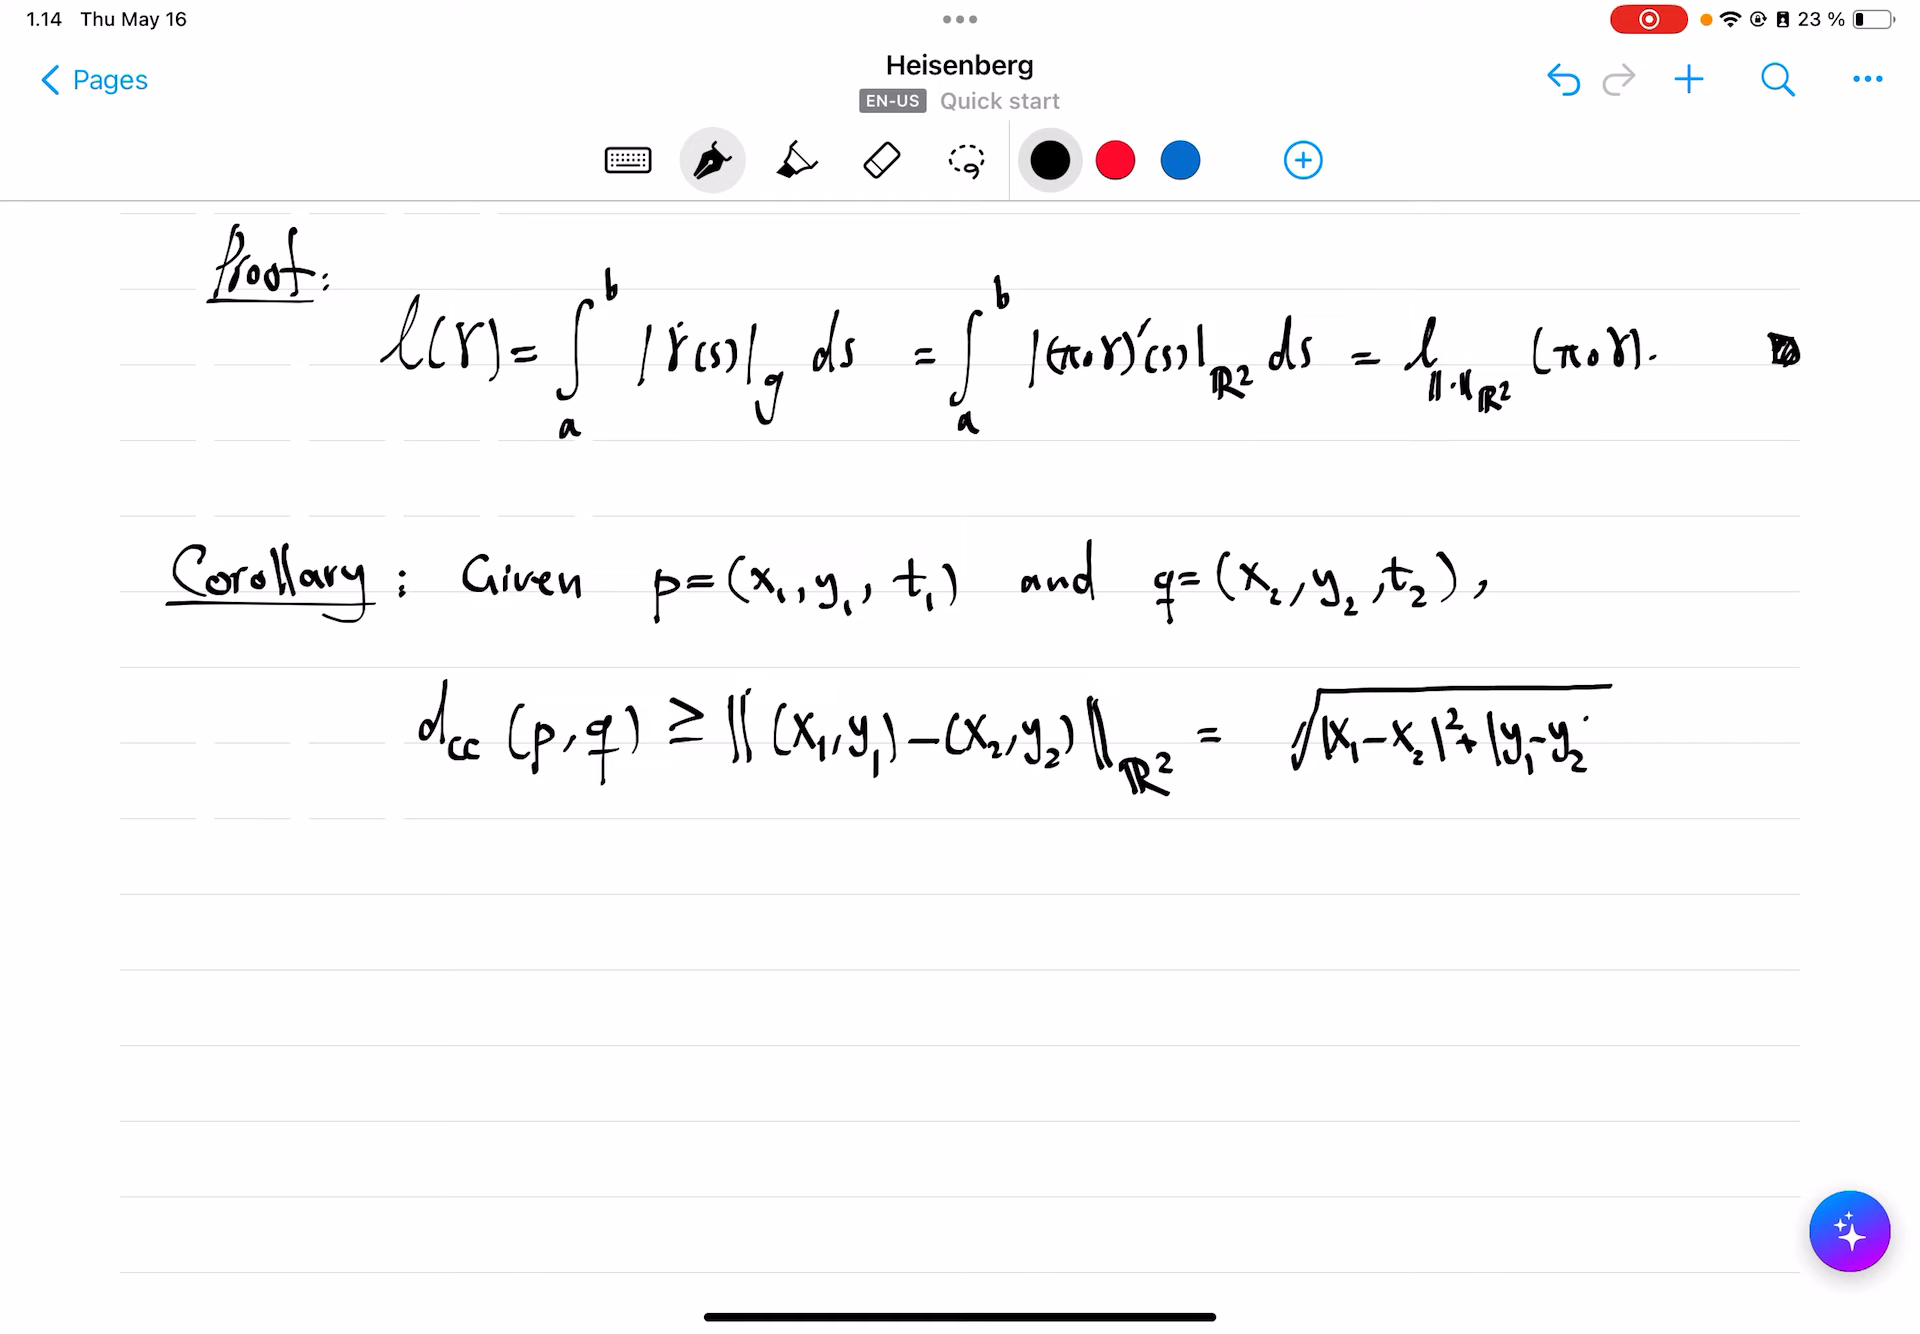 1.14 Thu May 16
23 %
Pages
Heisenberg
EN-US Quick start
Proof:
l(γ) = ∫_a^b |γ̇(s)|_g ds = ∫_a^b |(π∘γ)'(s)|_ℝ² ds = l_‖·‖ℝ² (π∘γ).
Corollary: Given p=(x₁,y₁,t₁) and q=(x₂,y₂,t₂),
d_cc (p,q) ≥ ‖(x₁,y₁)-(x₂,y₂)‖_ℝ² = √|x₁-x₂|²+|y₁-y₂